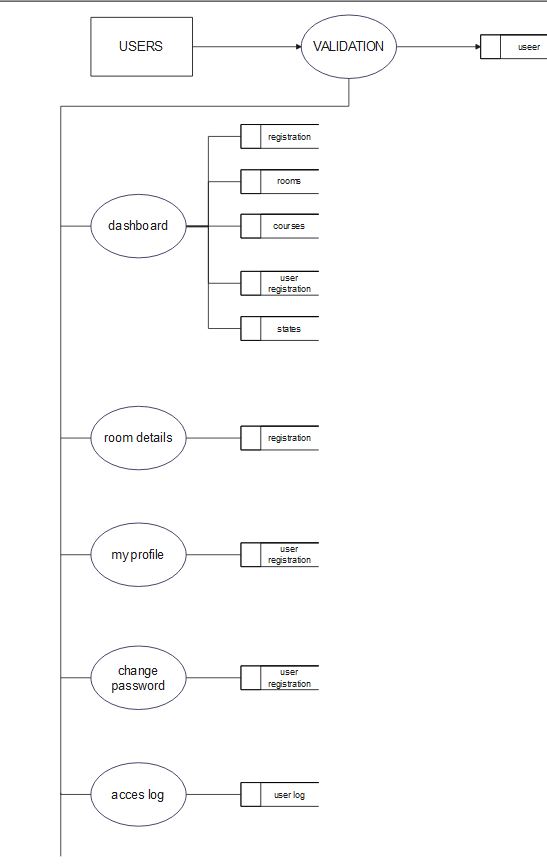 USERS
VALIDATION
useer
registration
rooms
dashboard
courses
user
registration
states
room details
registration
my profile
user
registration
change
password
user
registration
acces log
user log